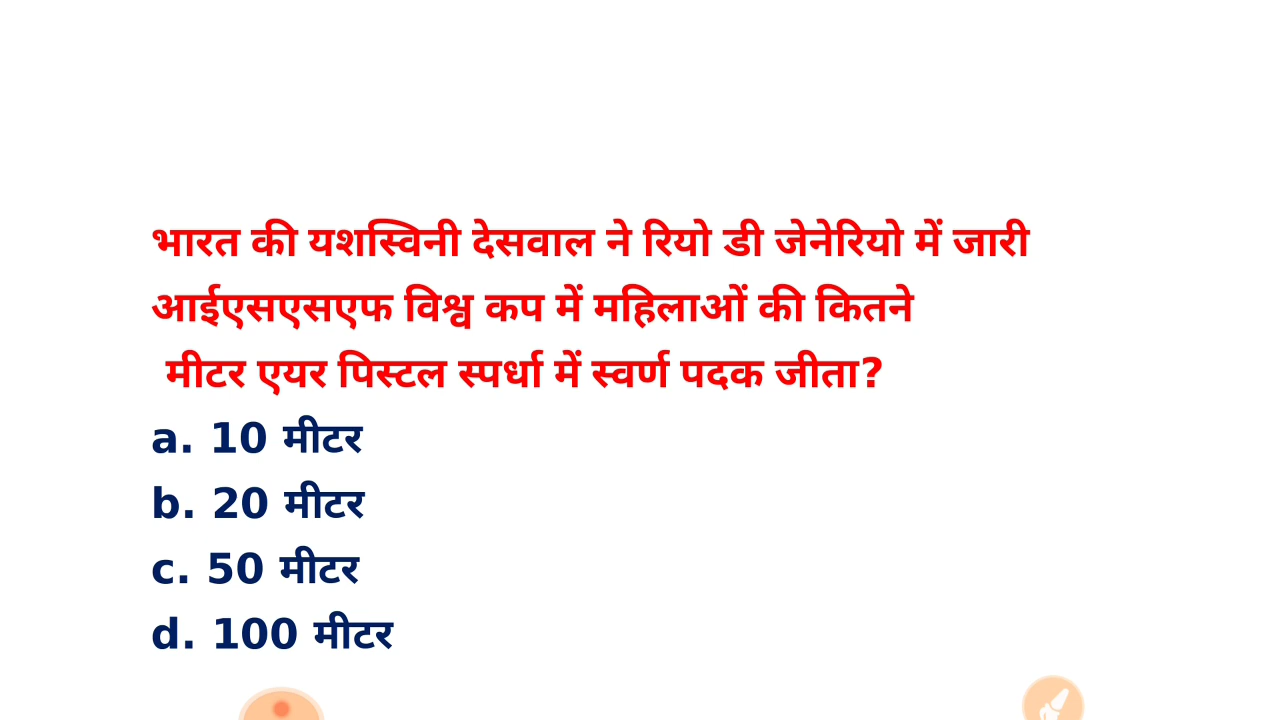 भारत की यशस्विनी देसवाल ने रियो डी जेनेरियो में जारी
आईएसएसएफ विश्व कप में महिलाओं की कितने
मीटर एयर पिस्टल स्पर्धा में स्वर्ण पदक जीता?
a. 10 मीटर
b. 20 मीटर
c. 50 मीटर
d. 100 मीटर